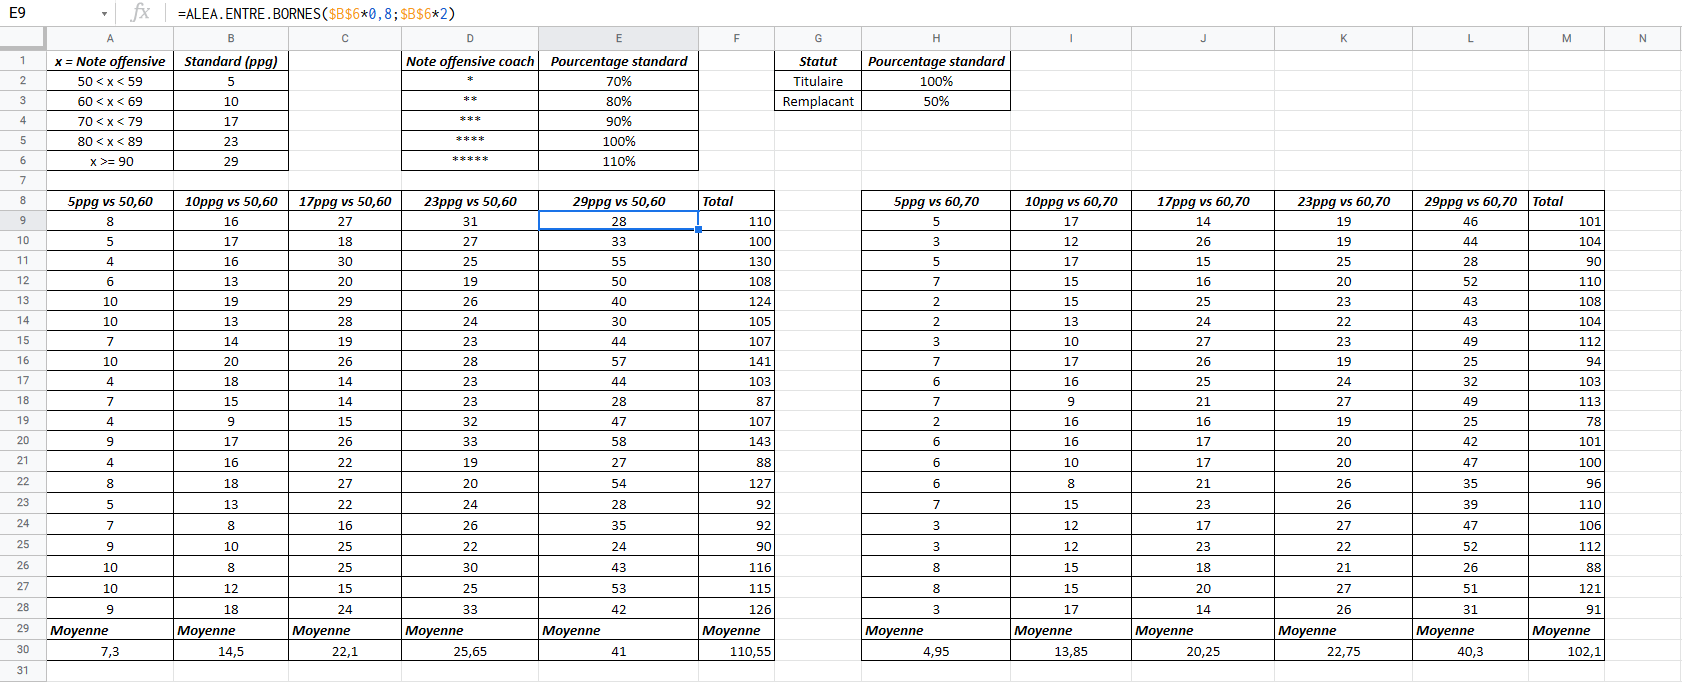 E9 fx =ALEA.ENTRE.BORNES($B$6*0,8;$B$6*2)
A B C D E F G H I J K L M N
1 x = Note offensive Standard (ppg) Note offensive coach Pourcentage standard Statut Pourcentage standard
2 50 < x < 59 5 * 70% Titulaire 100%
3 60 < x < 69 10 ** 80% Remplacant 50%
4 70 < x < 79 17 *** 90%
5 80 < x < 89 23 **** 100%
6 x >= 90 29 ***** 110%
7
8 5ppg vs 50,60 10ppg vs 50,60 17ppg vs 50,60 23ppg vs 50,60 29ppg vs 50,60 Total 5ppg vs 60,70 10ppg vs 60,70 17ppg vs 60,70 23ppg vs 60,70 29ppg vs 60,70 Total
9 8 16 27 31 28 110 5 17 14 19 46 101
10 5 17 18 27 33 100 3 12 26 19 44 104
11 4 16 30 25 55 130 5 17 15 25 28 90
12 6 13 20 19 50 108 7 15 16 20 52 110
13 10 19 29 26 40 124 2 15 25 23 43 108
14 10 13 28 24 30 105 2 13 24 22 43 104
15 7 14 19 23 44 107 3 10 27 23 49 112
16 10 20 26 28 57 141 7 17 26 19 25 94
17 4 18 14 23 44 103 6 16 25 24 32 103
18 7 15 14 23 28 87 7 9 21 27 49 113
19 4 9 15 32 47 107 2 16 16 19 25 78
20 9 17 26 33 58 143 6 16 17 20 42 101
21 4 16 22 19 27 88 6 10 17 20 47 100
22 8 18 27 20 54 127 6 8 21 26 35 96
23 5 13 22 24 28 92 7 15 23 26 39 110
24 7 8 16 26 35 92 3 12 17 27 47 106
25 9 10 25 22 24 90 3 12 23 22 52 112
26 10 8 25 30 43 116 8 15 18 21 26 88
27 10 12 15 25 53 115 8 15 20 27 51 121
28 9 18 24 33 42 126 3 17 14 26 31 91
29 Moyenne Moyenne Moyenne Moyenne Moyenne Moyenne Moyenne Moyenne Moyenne Moyenne Moyenne Moyenne
30 7,3 14,5 22,1 25,65 41 110,55 4,95 13,85 20,25 22,75 40,3 102,1
31